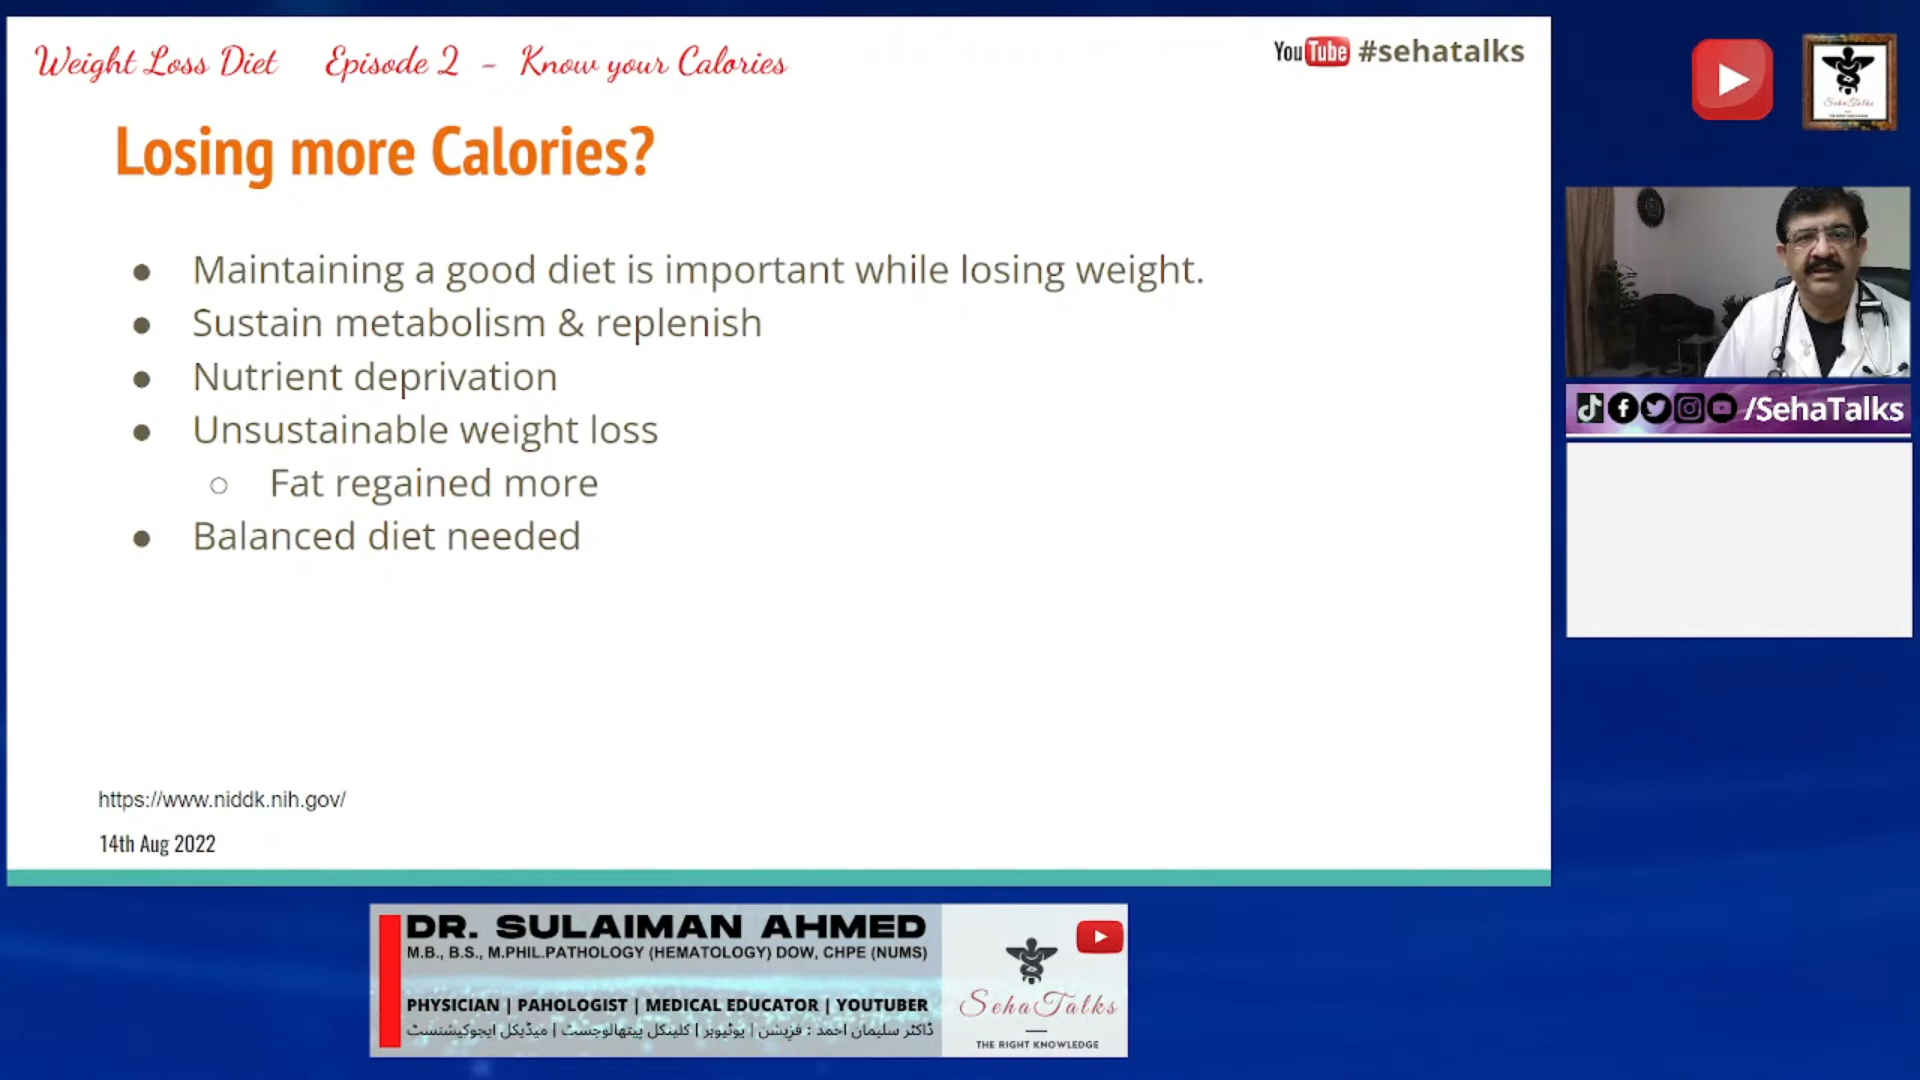 Weight Loss Diet Episode 2 - Know your Calories
YouTube #sehatalks
Losing more Calories?
● Maintaining a good diet is important while losing weight.
● Sustain metabolism & replenish
● Nutrient deprivation
● Unsustainable weight loss
○ Fat regained more
● Balanced diet needed
https://www.niddk.nih.gov/
14th Aug 2022
SehaTalks
/SehaTalks
DR. SULAIMAN AHMED
M.B., B.S., M.PHIL.PATHOLOGY (HEMATOLOGY) DOW, CHPE (NUMS)
PHYSICIAN | PAHOLOGIST | MEDICAL EDUCATOR | YOUTUBER
ڈاکٹر سلیمان احمد : فزیشن | یوٹیوبر | کلینکل پیتھالوجسٹ | میڈیکل ایجوکیشنسٹ
SehaTalks
THE RIGHT KNOWLEDGE